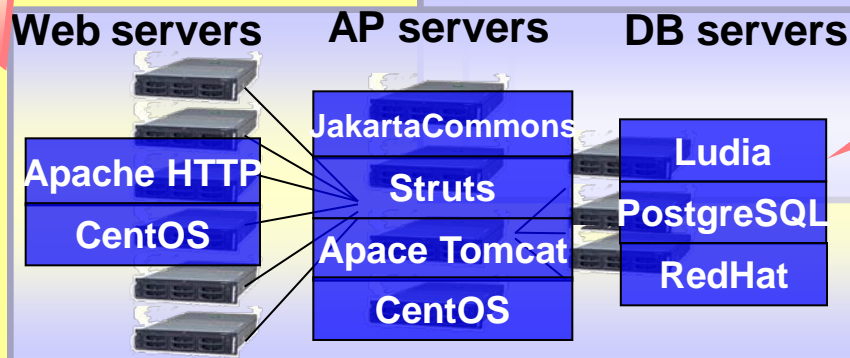 Web servers
AP servers
DB servers
Apache HTTP
CentOS
JakartaCommons
Struts
Apace Tomcat
CentOS
Ludia
PostgreSQL
RedHat